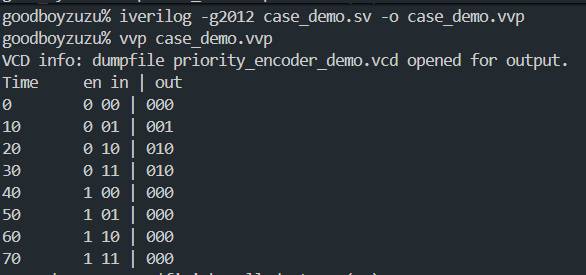 goodboyzuzu% iverilog -g2012 case_demo.sv -o case_demo.vvp
goodboyzuzu% vvp case_demo.vvp
VCD info: dumpfile priority_encoder_demo.vcd opened for output.
Time     en in | out
0        0 00 | 000
10       0 01 | 001
20       0 10 | 010
30       0 11 | 010
40       1 00 | 000
50       1 01 | 000
60       1 10 | 000
70       1 11 | 000